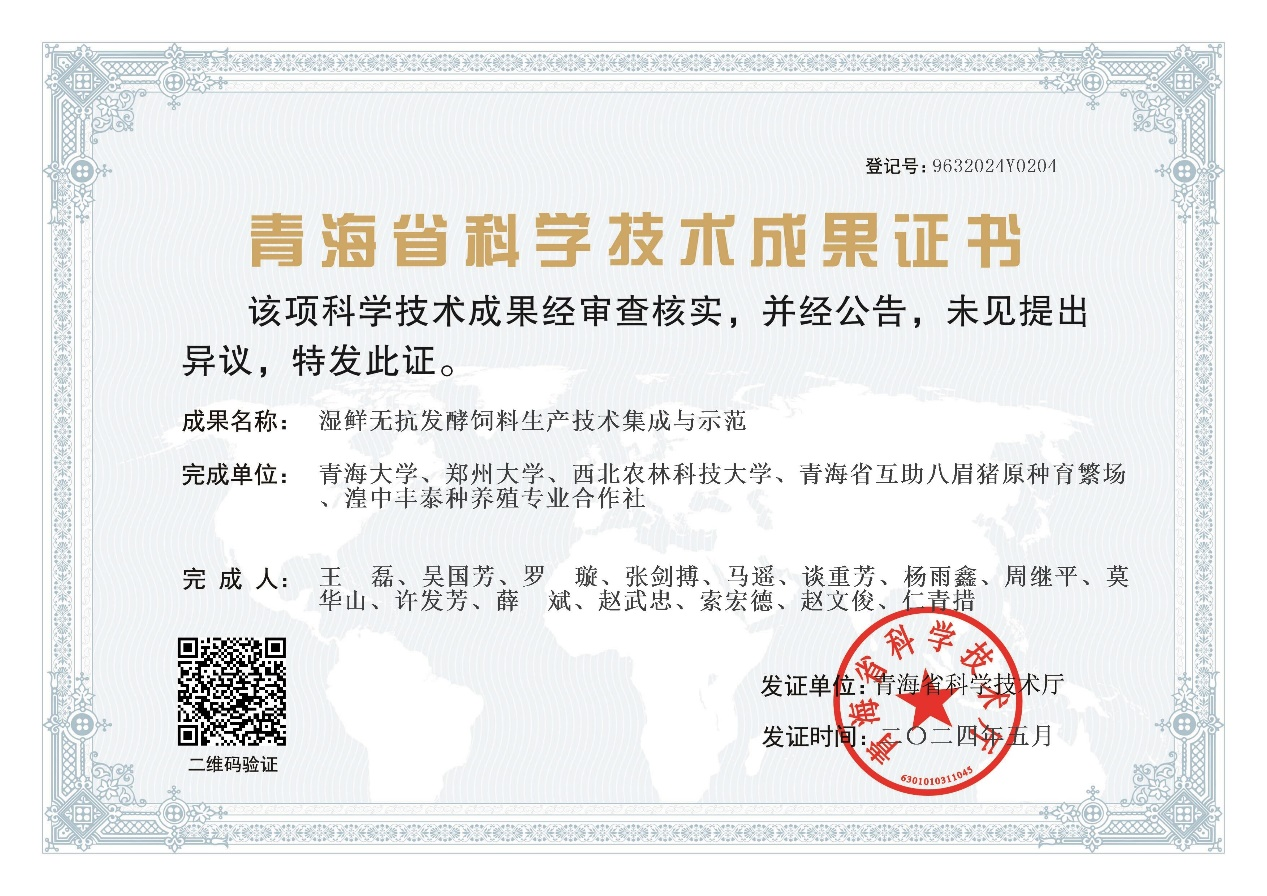 登记号：9632024Y0204
青海省科学技术成果证书
该项科学技术成果经审查核实，并经公告，未见提出
异议，特发此证。
成果名称： 湿鲜无抗发酵饲料生产技术集成与示范
完成单位： 青海大学、郑州大学、西北农林科技大学、青海省互助八眉猪原种育繁场
、湟中丰泰种养殖专业合作社
完 成 人： 王　磊、吴国芳、罗　璇、张剑搏、马遥、谈重芳、杨雨鑫、周继平、莫
华山、许发芳、薛　斌、赵武忠、索宏德、赵文俊、仁青措
发证单位：青海省科学技术厅
发证时间：二〇二四年五月
青海省科学技术厅
6301010311045
二维码验证